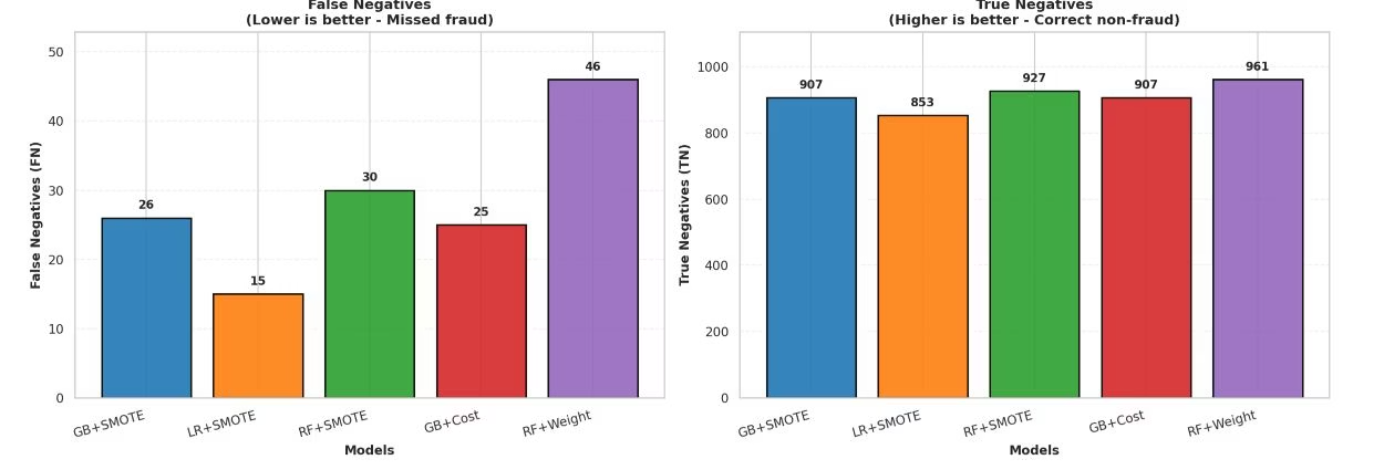 False Negatives
(Lower is better - Missed fraud)
50
40
30
20
10
0
False Negatives (FN)
26
15
30
25
46
GB+SMOTE
LR+SMOTE
RF+SMOTE
GB+Cost
RF+Weight
Models
True Negatives
(Higher is better - Correct non-fraud)
1000
800
600
400
200
0
True Negatives (TN)
907
853
927
907
961
GB+SMOTE
LR+SMOTE
RF+SMOTE
GB+Cost
RF+Weight
Models